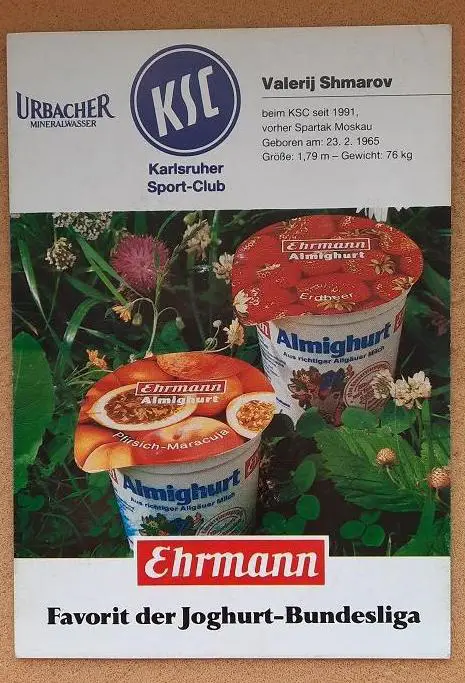 URBACHER
MINERALWASSER
KSC
Karlsruher
Sport-Club
Valerij Shmarov
beim KSC seit 1991,
vorher Spartak Moskau
Geboren am: 23. 2. 1965
Größe: 1,79 m – Gewicht: 76 kg
Ehrmann
Almighurt
Erdbeer
Almighurt
Aus richtiger Allgäuer Milch
Ehrmann
Almighurt
Pfirsich-Maracuja
Almighurt
Aus richtiger Allgäuer Milch
Ehrmann
Favorit der Joghurt-Bundesliga